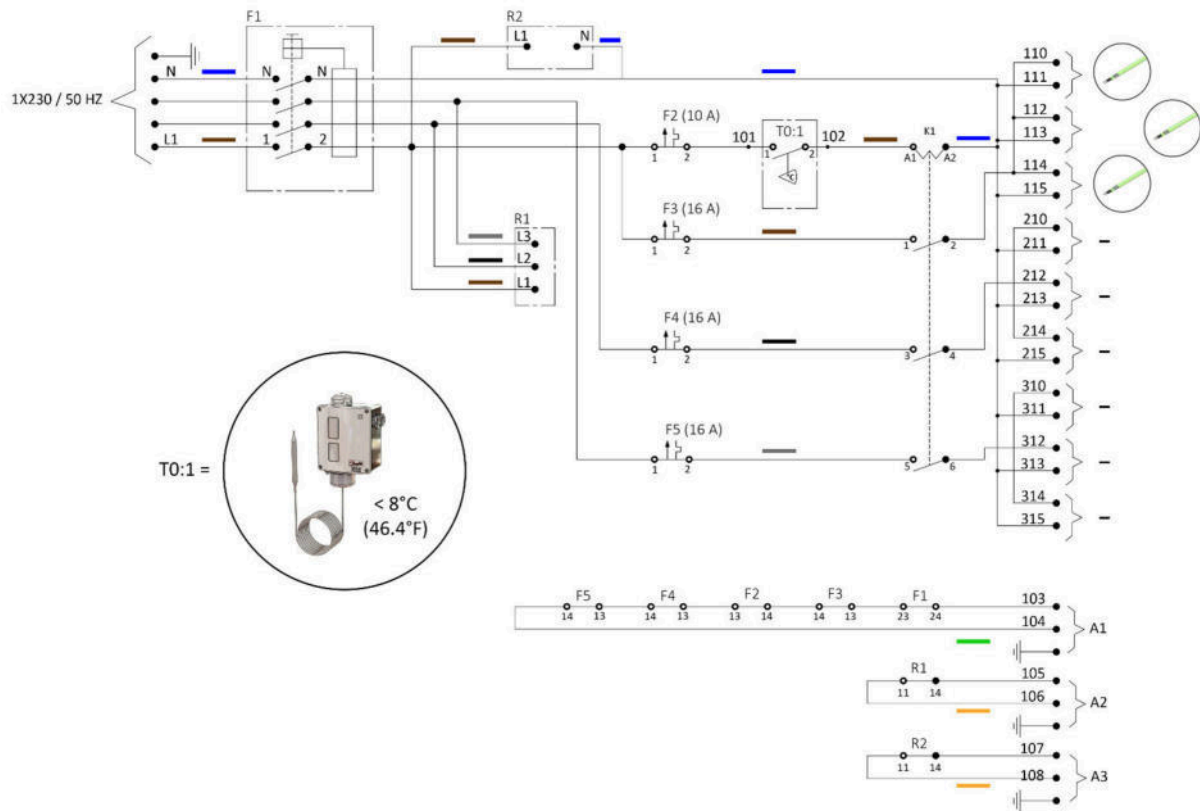 F1
R2
L1 N
N N N
1X230 / 50 HZ
L1 1 2
F2 (10 A)
1 2
101
T0:1
1 2
°C
102
K1
A1 A2
F3 (16 A)
1 2
1 2
R1
L3
L2
L1
F4 (16 A)
1 2
3 4
F5 (16 A)
1 2
5 6
110
111
112
113
114
115
210
211 –
212
213 –
214
215 –
310
311 –
312
313 –
314
315 –
T0:1 =
< 8°C
(46.4°F)
F5 F4 F2 F3 F1
14 13 14 13 13 14 14 13 23 24
103
104
A1
R1
11 14
105
106
A2
R2
11 14
107
108
A3